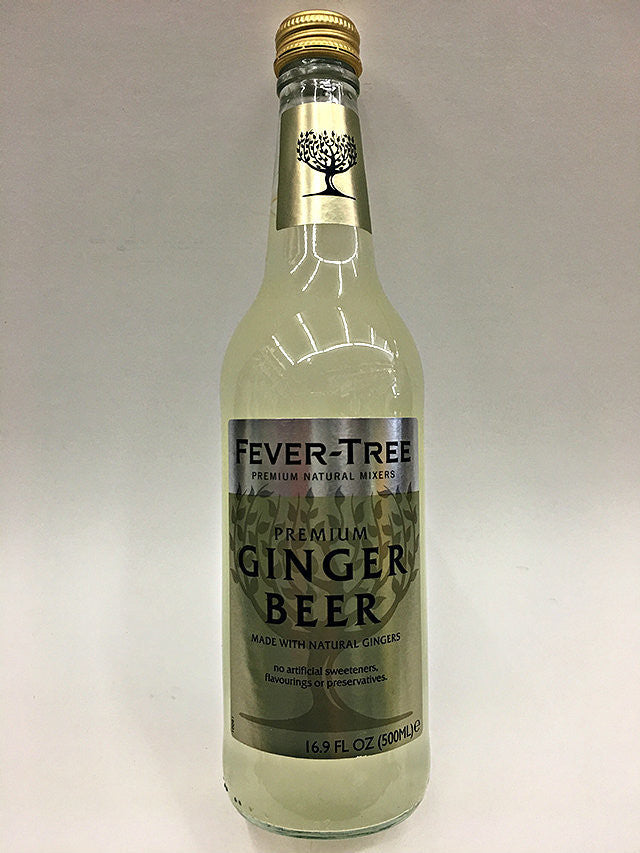 FEVER-TREE
PREMIUM NATURAL MIXERS
PREMIUM
GINGER
BEER
MADE WITH NATURAL GINGERS
no artificial sweeteners,
flavourings or preservatives.
16.9 FL OZ (500ML) e